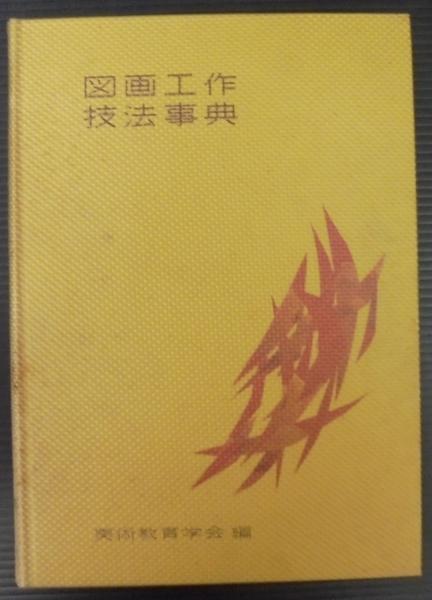 図画工作
技法事典
美術教育学会 編